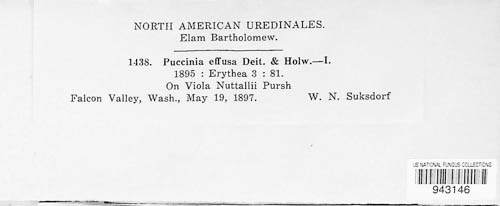 NORTH AMERICAN UREDINALES.
Elam Bartholomew.
1438. Puccinia effusa Deit. & Holw.—I.
1895 : Erythea 3 : 81.
On Viola Nuttallii Pursh
Falcon Valley, Wash., May 19, 1897. W. N. Suksdorf
US NATIONAL FUNGUS COLLECTIONS
943146